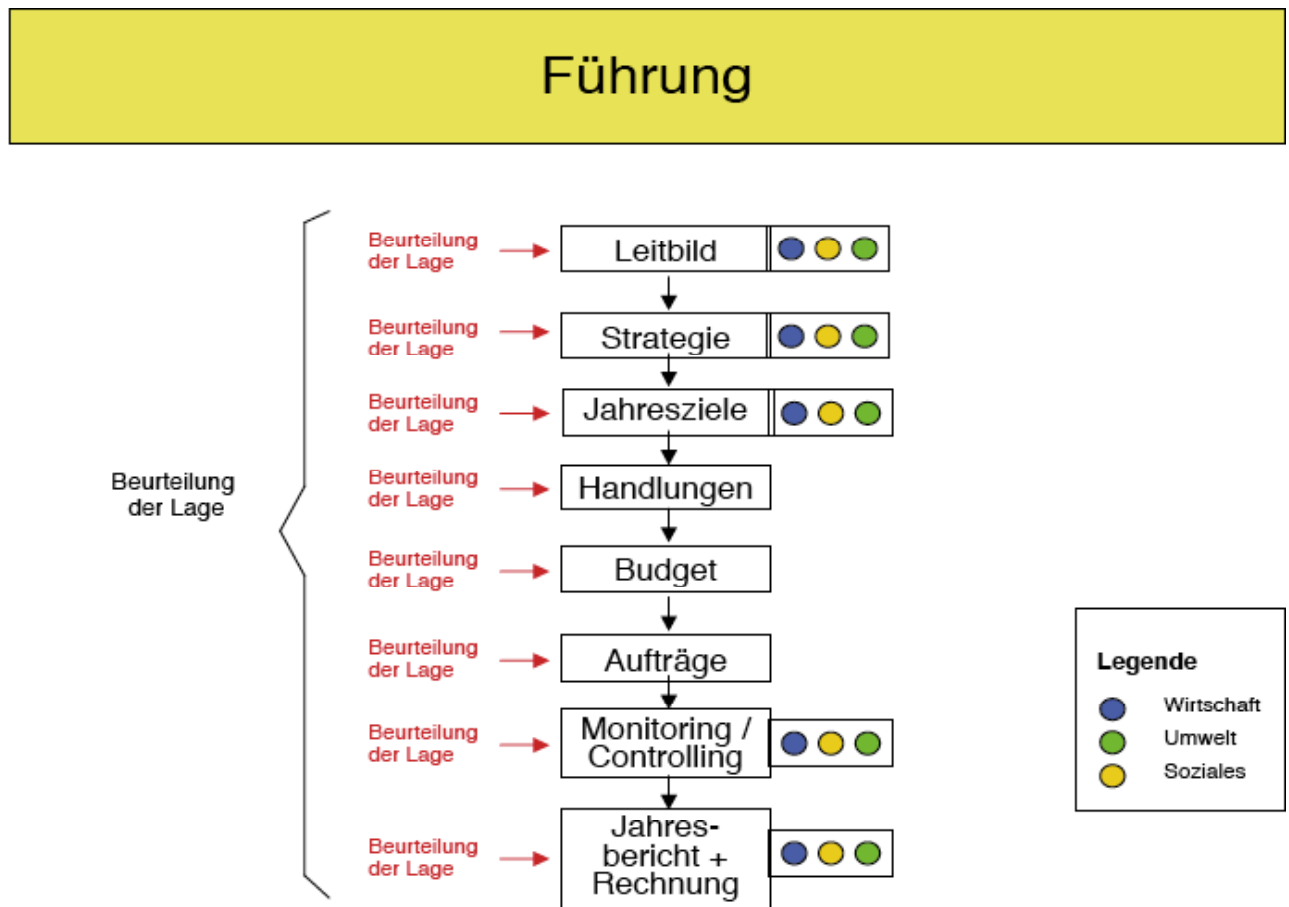 Führung
Beurteilung
der Lage
Leitbild
Beurteilung
der Lage
Strategie
Beurteilung
der Lage
Jahresziele
Beurteilung
der Lage
Beurteilung
der Lage
Handlungen
Beurteilung
der Lage
Budget
Beurteilung
der Lage
Aufträge
Beurteilung
der Lage
Monitoring /
Controlling
Beurteilung
der Lage
Jahres-
bericht +
Rechnung
Legende
Wirtschaft
Umwelt
Soziales